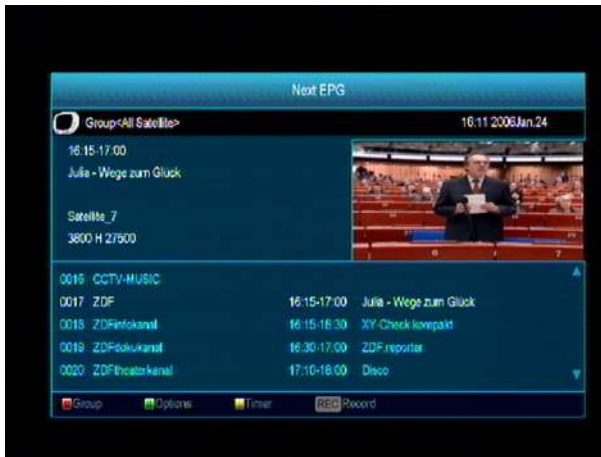 Next EPG
Group<All Satellite>
16:11 2006Jan.24
16:15-17:00
Julia - Wege zum Glück
Satellite_7
3800 H 27500
0016 CCTV-MUSIC
0017 ZDF 16:15-17:00 Julia - Wege zum Glück
0018 ZDFinfokanal 16:15-16:30 XY-Check kompakt
0019 ZDFdokukanal 16:30-17:00 ZDF.reporter
0020 ZDFtheaterkanal 17:10-18:00 Disco
Group Options Timer REC Record